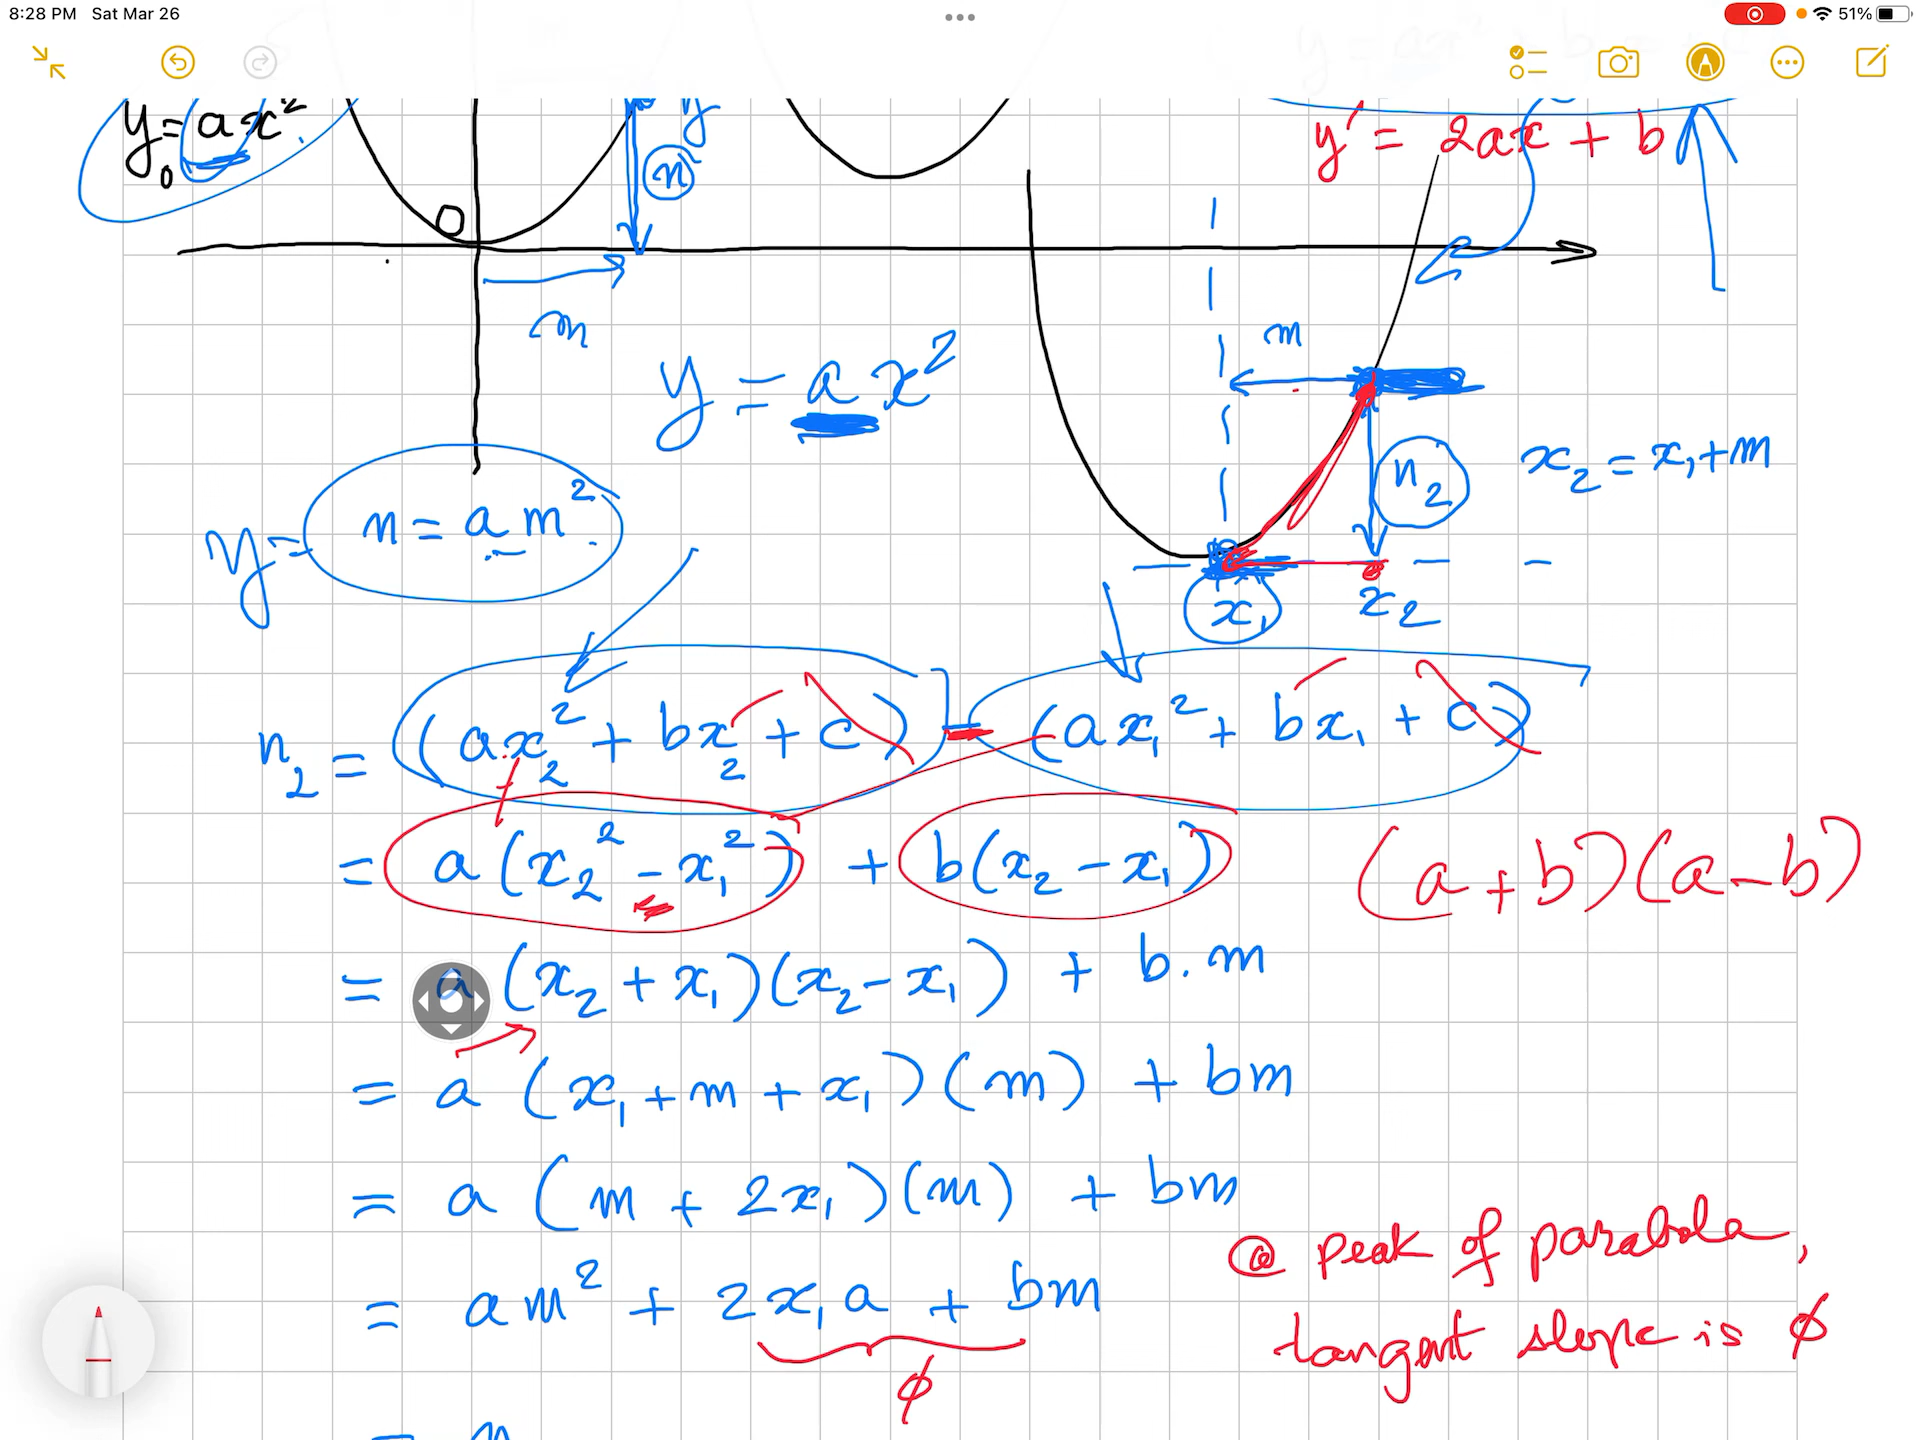 8:28 PM Sat Mar 26
51%
y₀ = ax²
y
n
y' = 2ax + b
O
m
m
y = ax²
n₂
x₂ = x₁ + m
y = n = am²
x₁
x₂
n₂ = (ax₂² + bx₂ + c) - (ax₁² + bx₁ + c)
= a(x₂² - x₁²) + b(x₂ - x₁)
(a + b)(a - b)
= a(x₂ + x₁)(x₂ - x₁) + b.m
= a(x₁ + m + x₁)(m) + bm
= a(m + 2x₁)(m) + bm
= am² + 2x₁a + bm
ϕ
@ peak of parabola,
tangent slope is ϕ